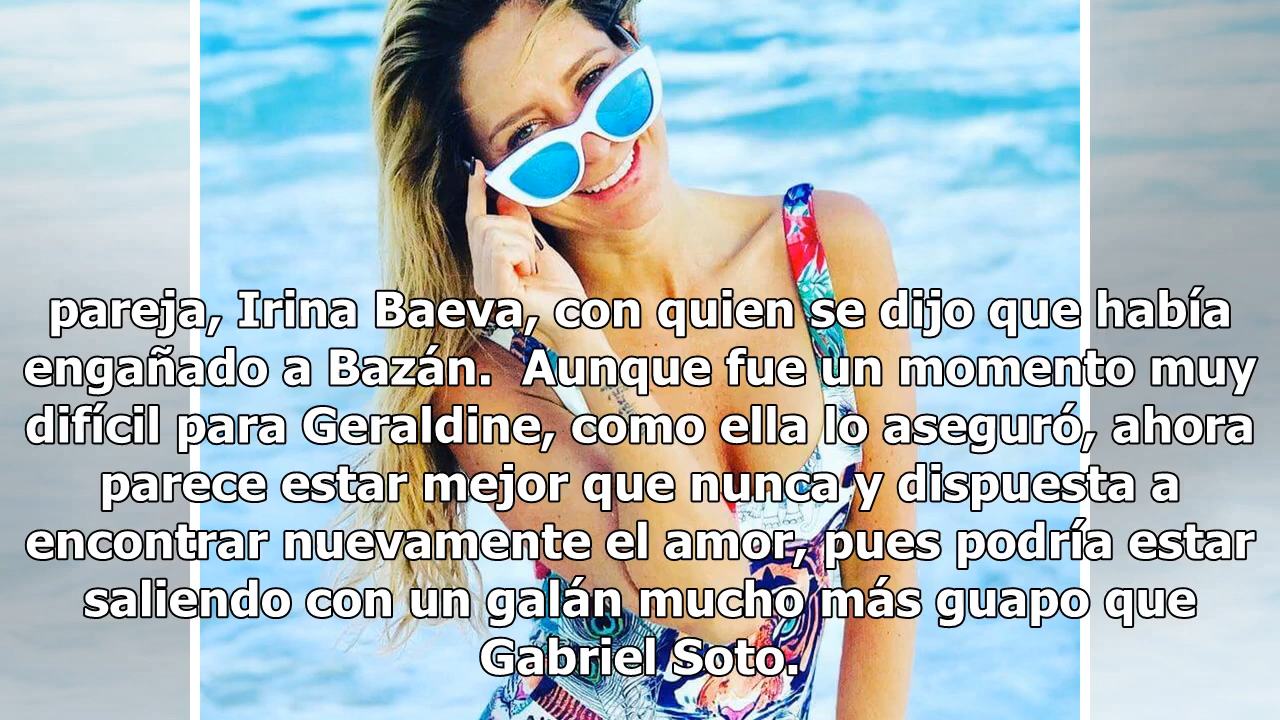 pareja, Irina Baeva, con quien se dijo que había
engañado a Bazán.  Aunque fue un momento muy
difícil para Geraldine, como ella lo aseguró, ahora
parece estar mejor que nunca y dispuesta a
encontrar nuevamente el amor, pues podría estar
saliendo con un galán mucho más guapo que
Gabriel Soto.